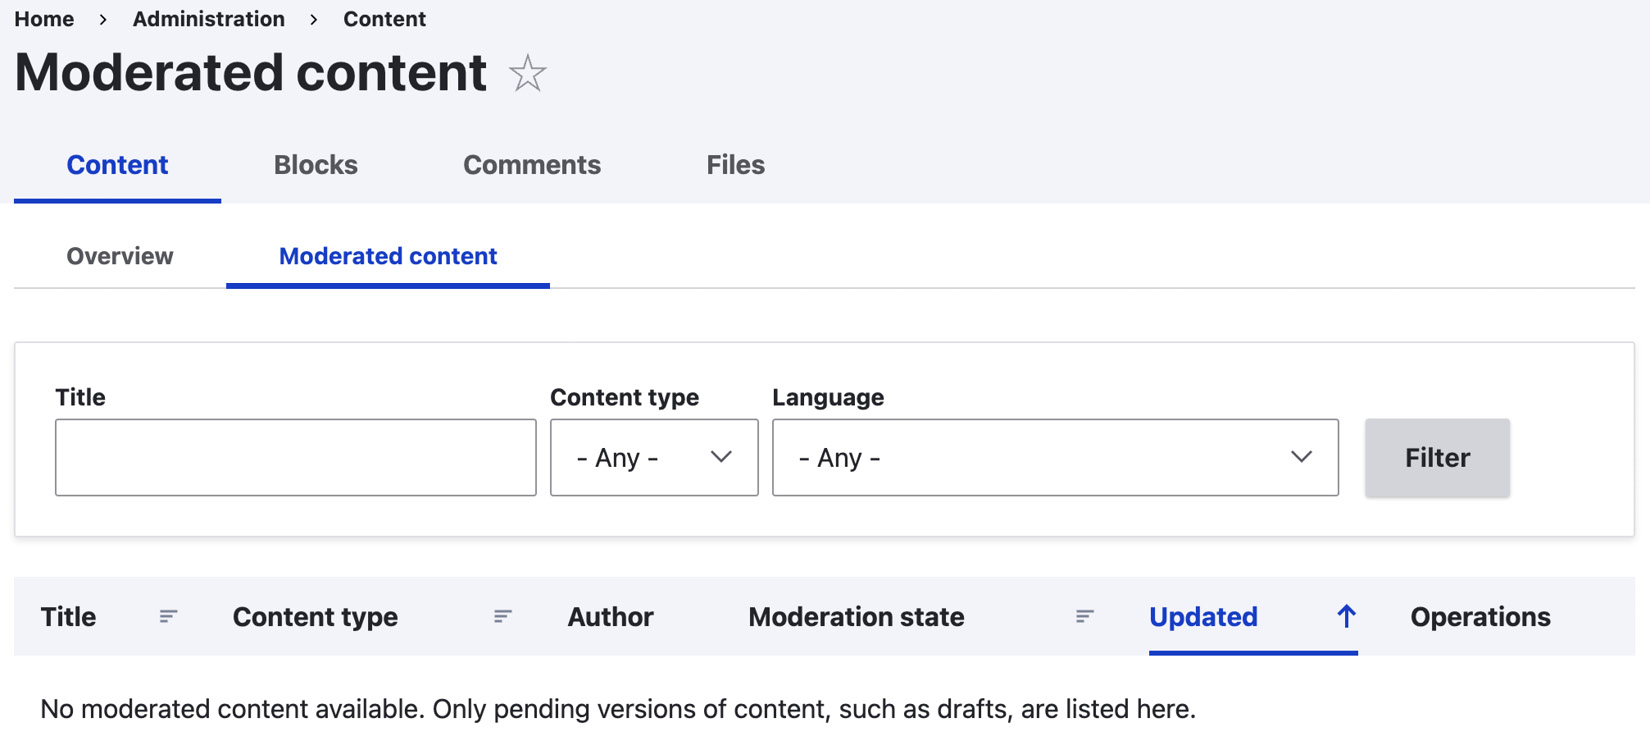 Home > Administration > Content
Moderated content
Content Blocks Comments Files
Overview Moderated content
Title Content type Language
- Any - - Any - Filter
Title Content type Author Moderation state Updated Operations
No moderated content available. Only pending versions of content, such as drafts, are listed here.